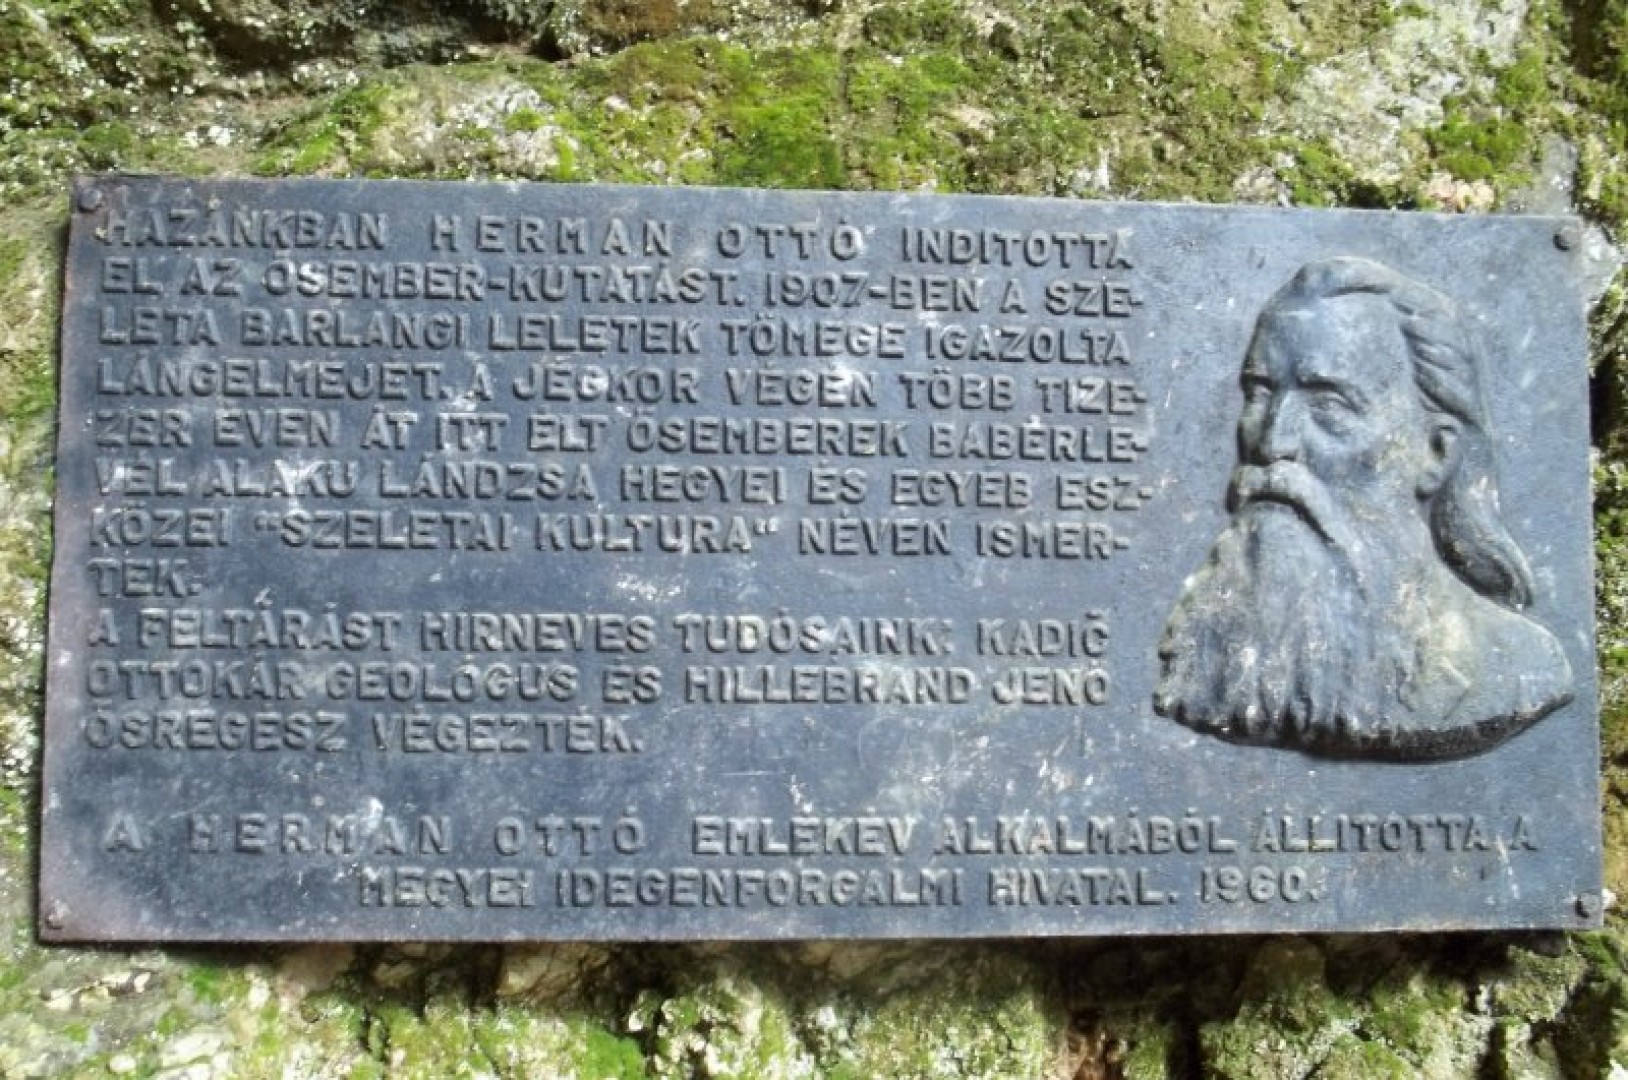 HAZÁNKBAN HERMAN OTTÓ INDITOTTA
EL AZ ŐSEMBER-KUTATÁST. 1907-BEN A SZE-
LETA BARLANGI LELETEK TÖMEGE IGAZOLTA
LÁNGELMÉJÉT. A JÉGKOR VÉGÉN TÖBB TIZE-
ZER ÉVEN ÁT ITT ÉLT ŐSEMBEREK BABÉRLE-
VÉL ALAKU LÁNDZSA HEGYEI ÉS EGYÉB ESZ-
KÖZEI "SZELETAI KULTURA" NÉVEN ISMER-
TEK.
A FELTÁRÁST HIRNEVES TUDÓSAINK: KADIČ
OTTOKÁR GEOLÓGUS ÉS HILLEBRAND JENŐ
ŐSRÉGÉSZ VÉGEZTÉK.
A HERMAN OTTÓ EMLÉKÉV ALKALMÁBÓL ÁLLITOTTA A
MEGYEI IDEGENFORGALMI HIVATAL. 1960.